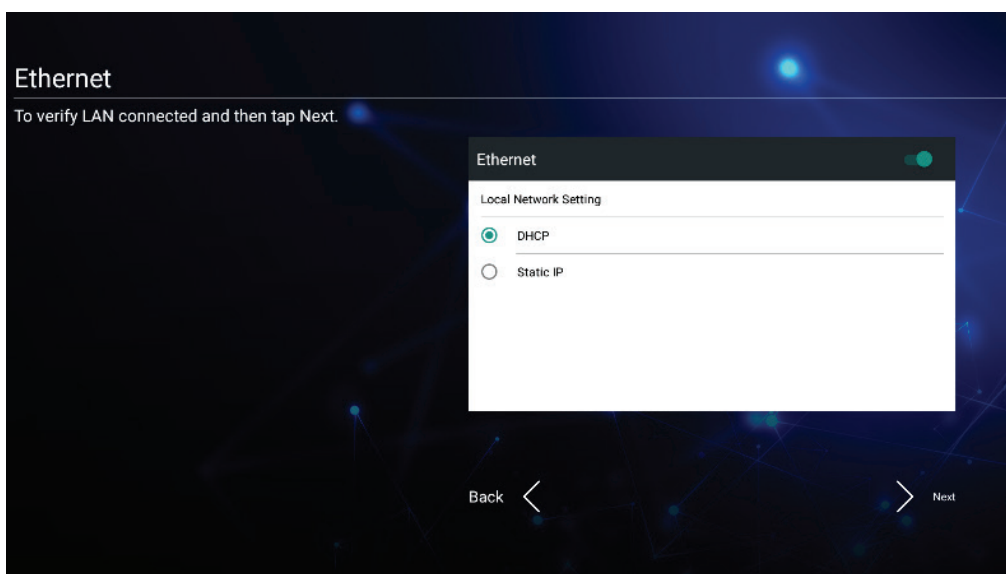 Ethernet
To verify LAN connected and then tap Next.
Ethernet
Local Network Setting
DHCP
Static IP
Back
Next